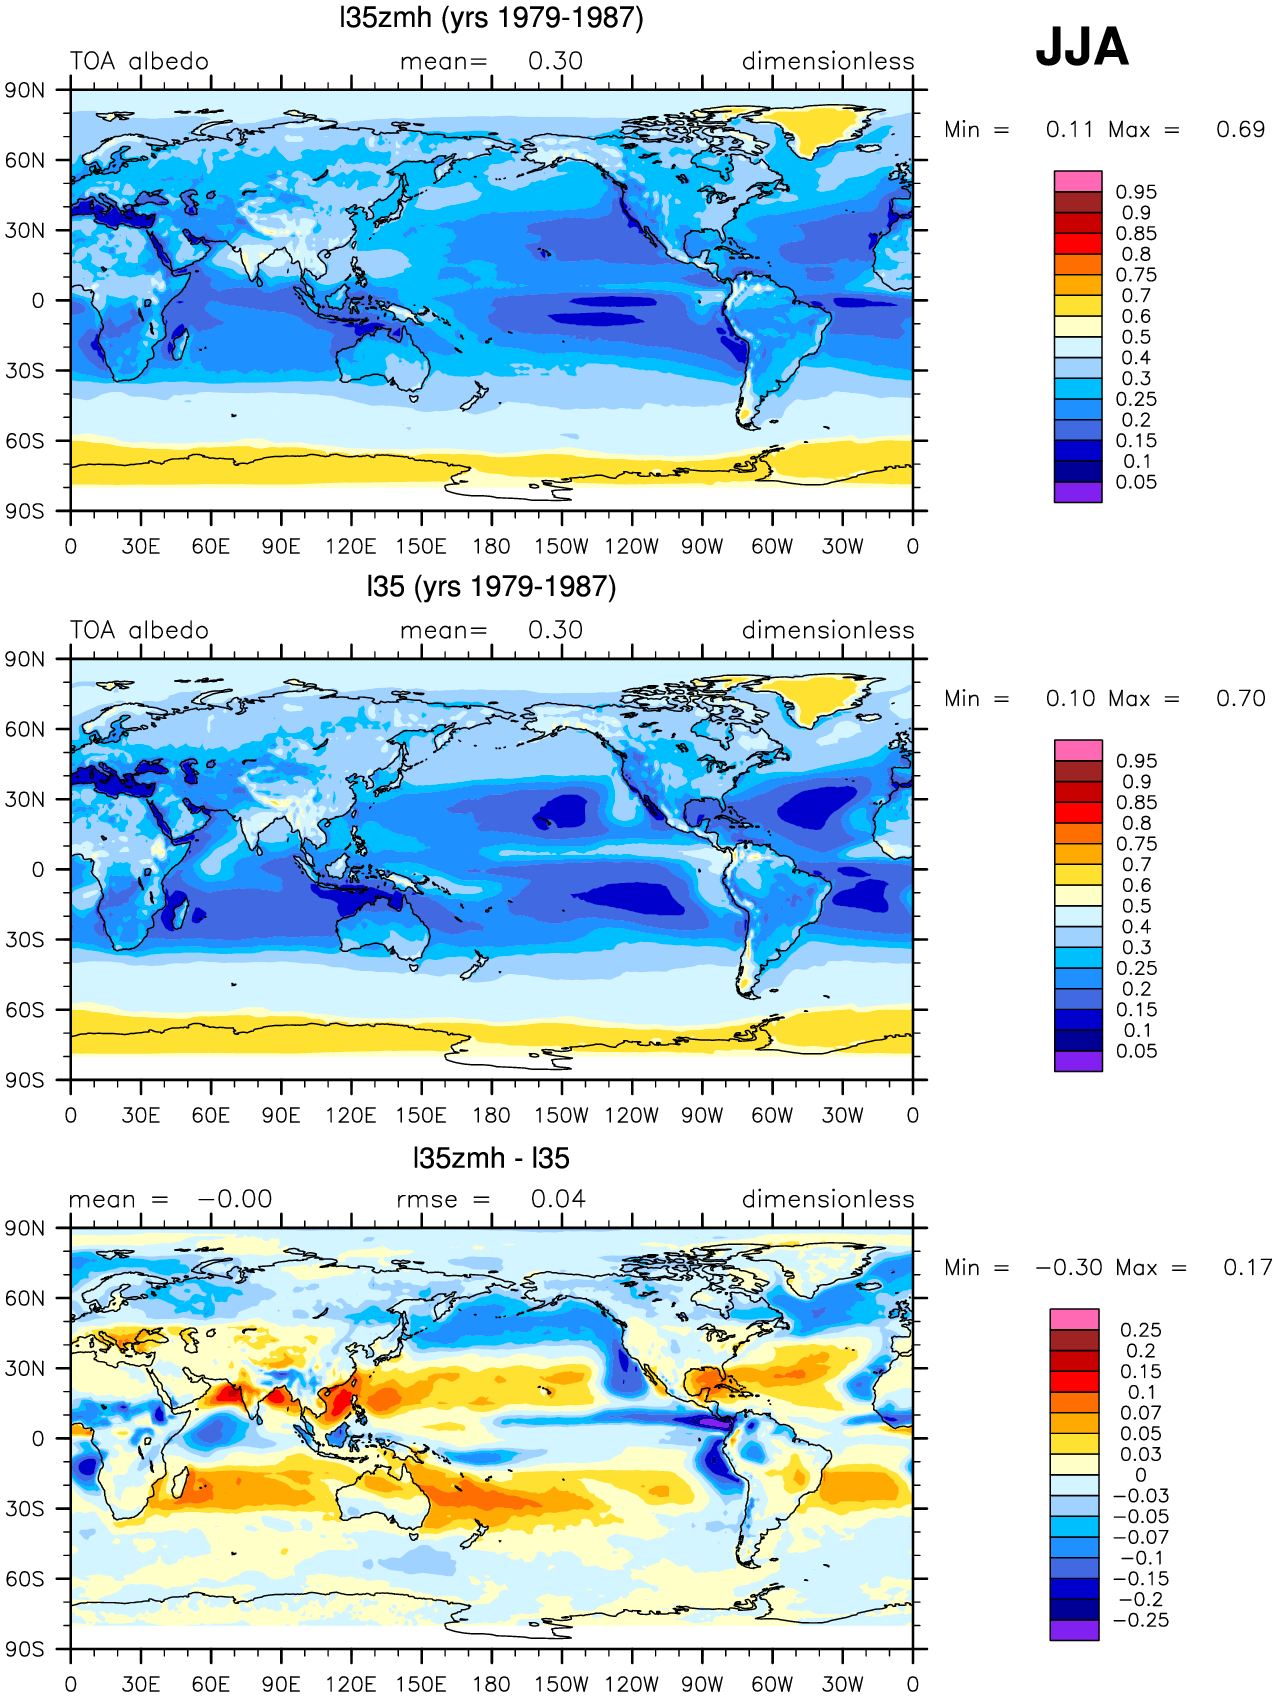 l35zmh (yrs 1979-1987)
JJA
TOA albedo mean= 0.30 dimensionless
Min = 0.11 Max = 0.69
90N
60N
30N
0
30S
60S
90S
0 30E 60E 90E 120E 150E 180 150W 120W 90W 60W 30W 0
0.95
0.9
0.85
0.8
0.75
0.7
0.6
0.5
0.4
0.3
0.25
0.2
0.15
0.1
0.05
l35 (yrs 1979-1987)
TOA albedo mean= 0.30 dimensionless
Min = 0.10 Max = 0.70
90N
60N
30N
0
30S
60S
90S
0 30E 60E 90E 120E 150E 180 150W 120W 90W 60W 30W 0
0.95
0.9
0.85
0.8
0.75
0.7
0.6
0.5
0.4
0.3
0.25
0.2
0.15
0.1
0.05
l35zmh - l35
mean = -0.00 rmse = 0.04 dimensionless
Min = -0.30 Max = 0.17
90N
60N
30N
0
30S
60S
90S
0 30E 60E 90E 120E 150E 180 150W 120W 90W 60W 30W 0
0.25
0.2
0.15
0.1
0.07
0.05
0.03
0
-0.03
-0.05
-0.07
-0.1
-0.15
-0.2
-0.25